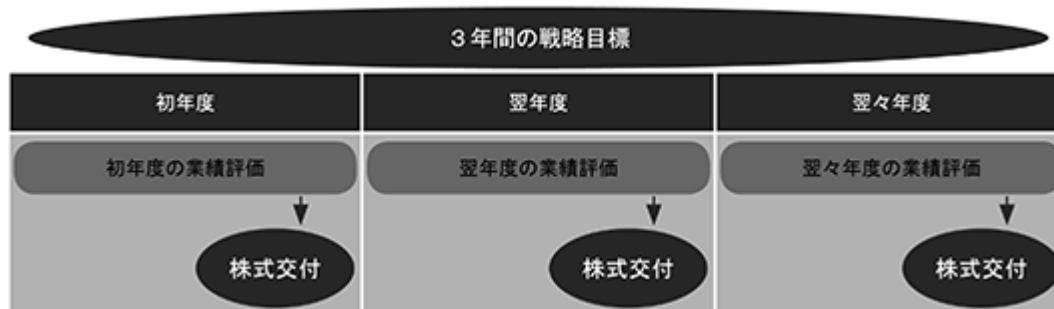 ３年間の戦略目標
初年度
翌年度
翌々年度
初年度の業績評価
翌年度の業績評価
翌々年度の業績評価
株式交付
株式交付
株式交付